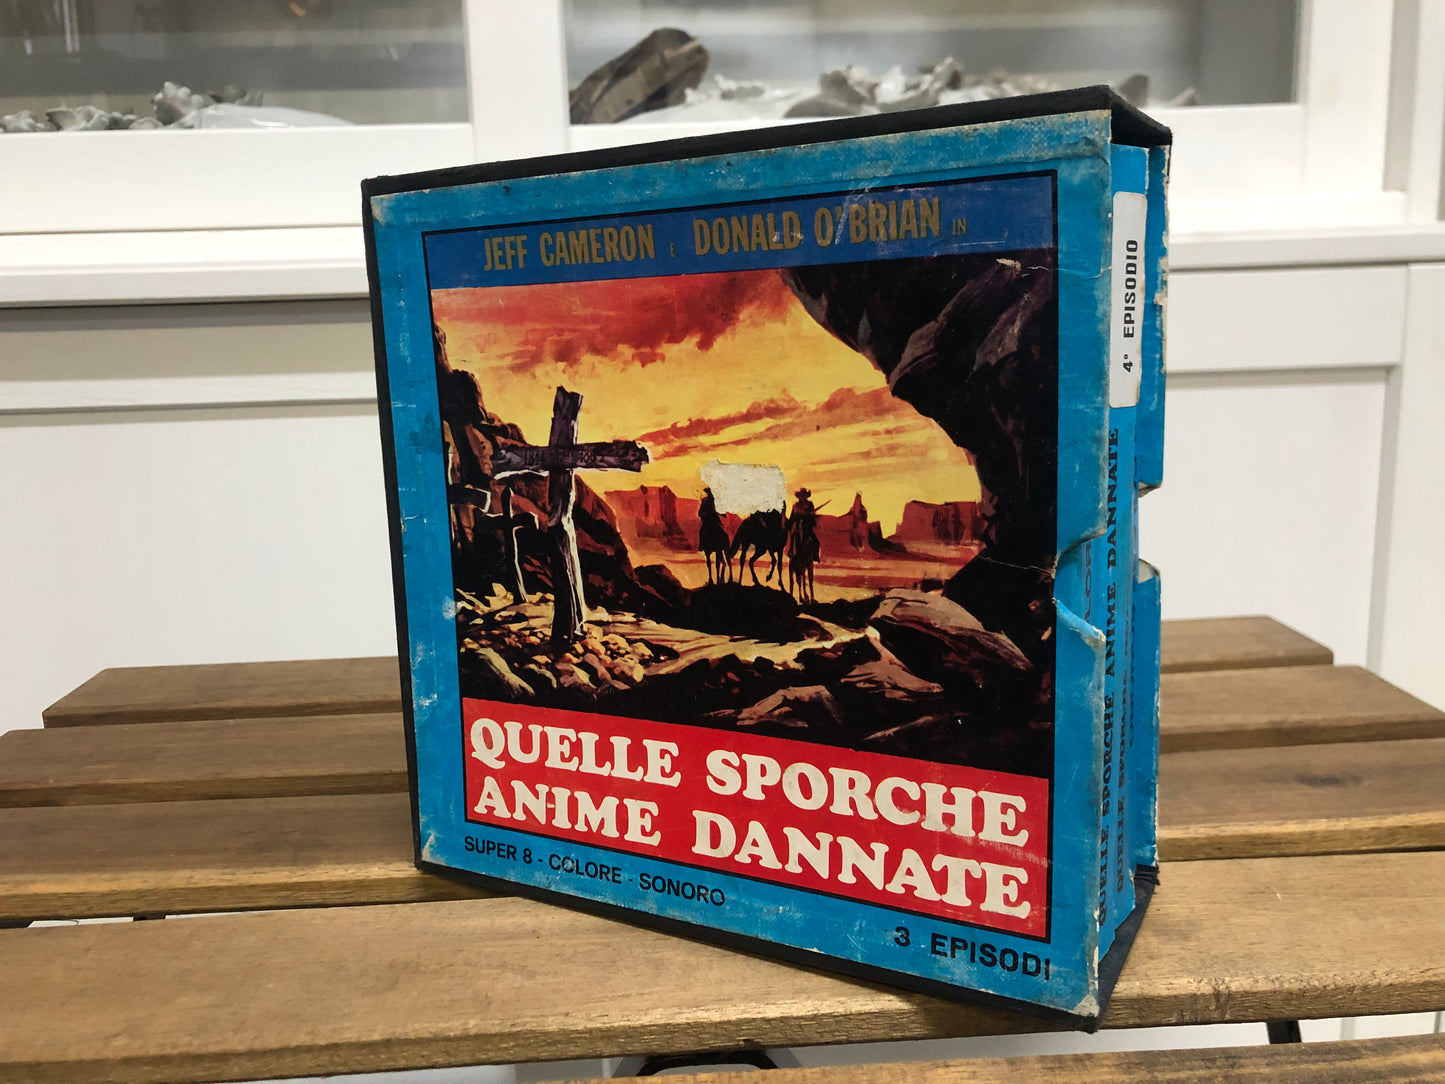 JEFF CAMERON E DONALD O'BRIAN IN
QUELLE SPORCHE
ANIME DANNATE
SUPER 8 - COLORE - SONORO
3 EPISODI
4° EPISODIO
QUELLE SPORCHE ANIME DANNATE